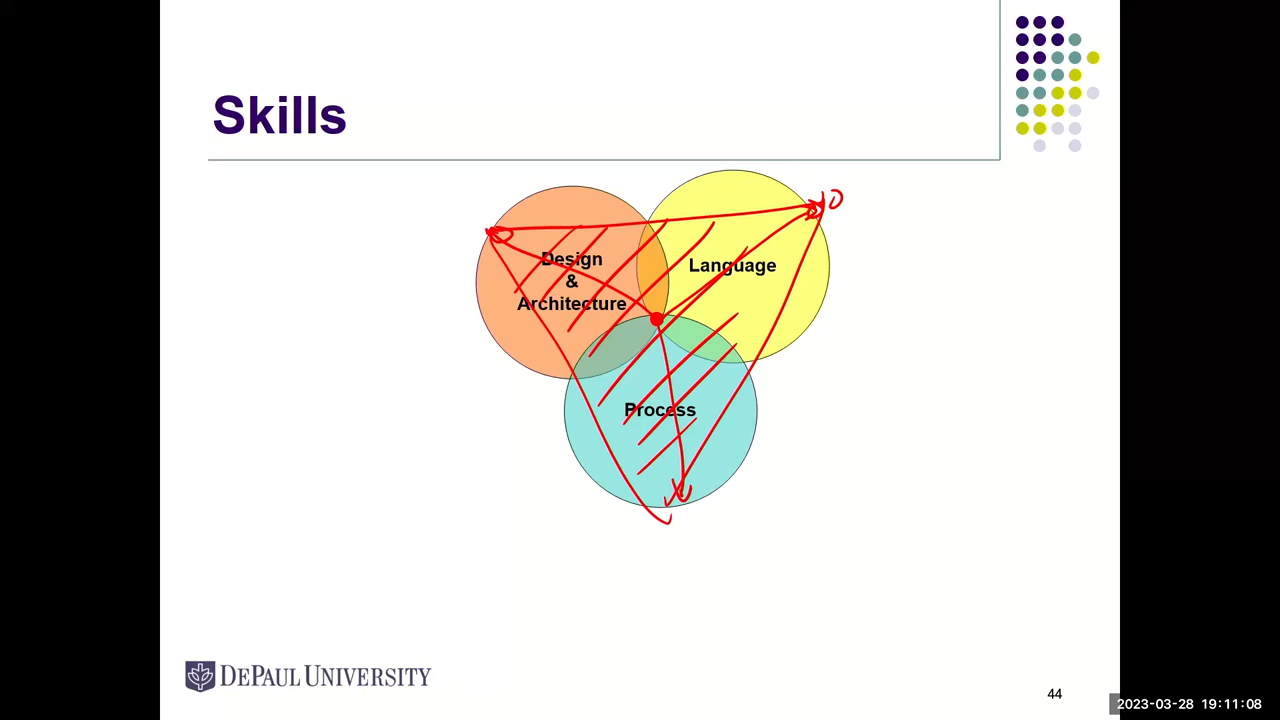 Skills
Design
&
Architecture
Language
Process
DEPAUL UNIVERSITY
44
2023-03-28 19:11:08